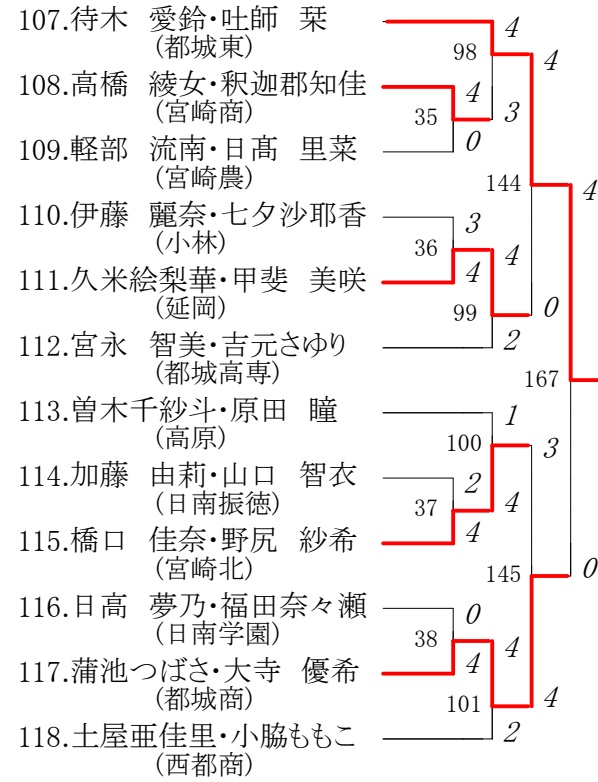 107.待木 愛鈴・吐師 栞
(都城東)
4
98
4
108.高橋 綾女・釈迦郡知佳
(宮崎商)
4
35
3
109.軽部 流南・日髙 里菜
(宮崎農)
0
144
4
110.伊藤 麗奈・七夕沙耶香
(小林)
3
36
4
111.久米絵梨華・甲斐 美咲
(延岡)
4
99
0
112.宮永 智美・吉元さゆり
(都城高専)
2
167
113.曽木千紗斗・原田 瞳
(高原)
1
100
3
114.加藤 由莉・山口 智衣
(日南振徳)
2
37
4
115.橋口 佳奈・野尻 紗希
(宮崎北)
4
145
0
116.日高 夢乃・福田奈々瀬
(日南学園)
0
38
4
117.蒲池つばさ・大寺 優希
(都城商)
4
101
4
118.土屋亜佳里・小脇ももこ
(西都商)
2